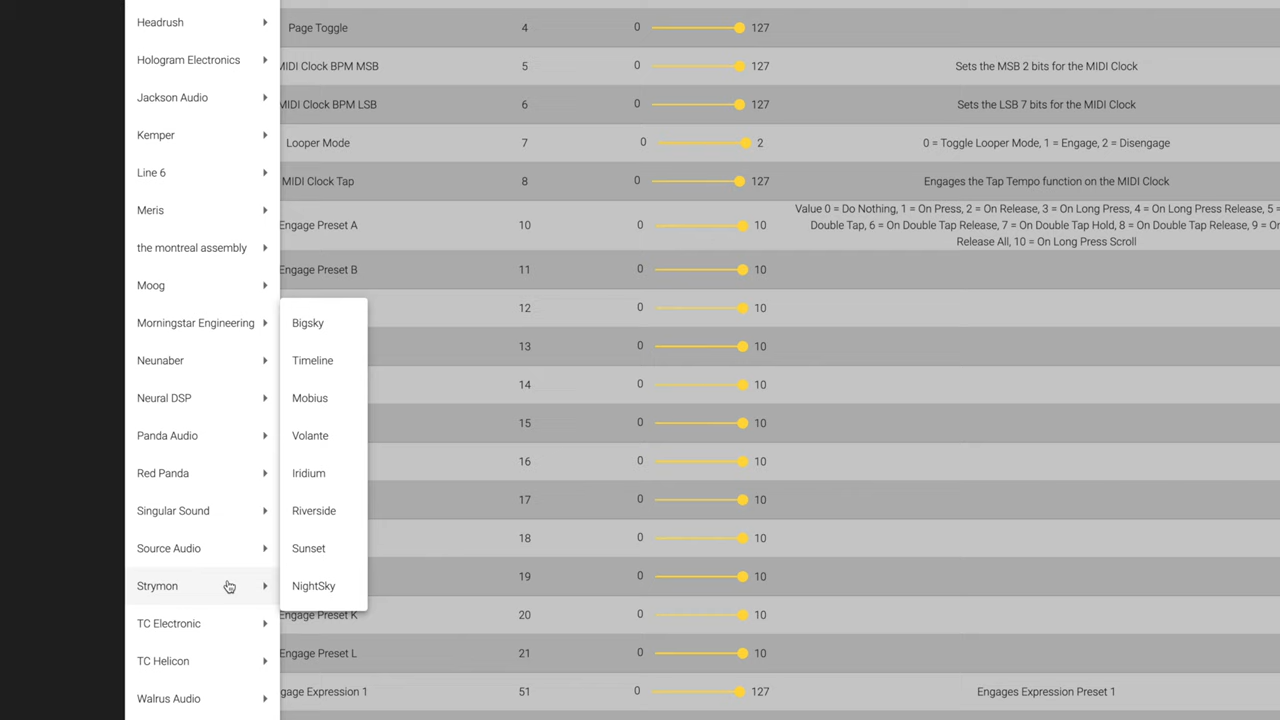 Headrush
Hologram Electronics
Jackson Audio
Kemper
Line 6
Meris
the montreal assembly
Moog
Morningstar Engineering
Neunaber
Neural DSP
Panda Audio
Red Panda
Singular Sound
Source Audio
Strymon
TC Electronic
TC Helicon
Walrus Audio
Bigsky
Timeline
Mobius
Volante
Iridium
Riverside
Sunset
NightSky
Page Toggle 4 0 127
MIDI Clock BPM MSB 5 0 127 Sets the MSB 2 bits for the MIDI Clock
MIDI Clock BPM LSB 6 0 127 Sets the LSB 7 bits for the MIDI Clock
Looper Mode 7 0 2 0 = Toggle Looper Mode, 1 = Engage, 2 = Disengage
MIDI Clock Tap 8 0 127 Engages the Tap Tempo function on the MIDI Clock
Engage Preset A 10 0 10
Value 0 = Do Nothing, 1 = On Press, 2 = On Release, 3 = On Long Press, 4 = On Long Press Release, 5 =
Double Tap, 6 = On Double Tap Release, 7 = On Double Tap Hold, 8 = On Double Tap Release, 9 = On
Release All, 10 = On Long Press Scroll
Engage Preset B 11 0 10
12 0 10
13 0 10
14 0 10
15 0 10
16 0 10
17 0 10
18 0 10
19 0 10
Engage Preset K 20 0 10
Engage Preset L 21 0 10
gage Expression 1 51 0 127 Engages Expression Preset 1